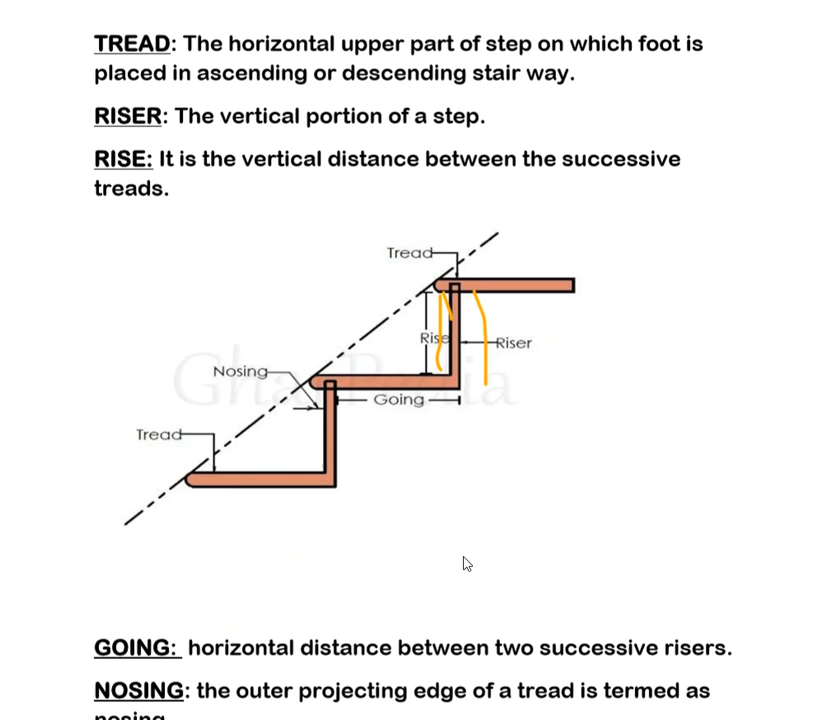 TREAD: The horizontal upper part of step on which foot is
placed in ascending or descending stair way.
RISER: The vertical portion of a step.
RISE: It is the vertical distance between the successive
treads.
Tread
Rise
Riser
Nosing
Going
Tread
GharPedia
GOING: horizontal distance between two successive risers.
NOSING: the outer projecting edge of a tread is termed as
nosing